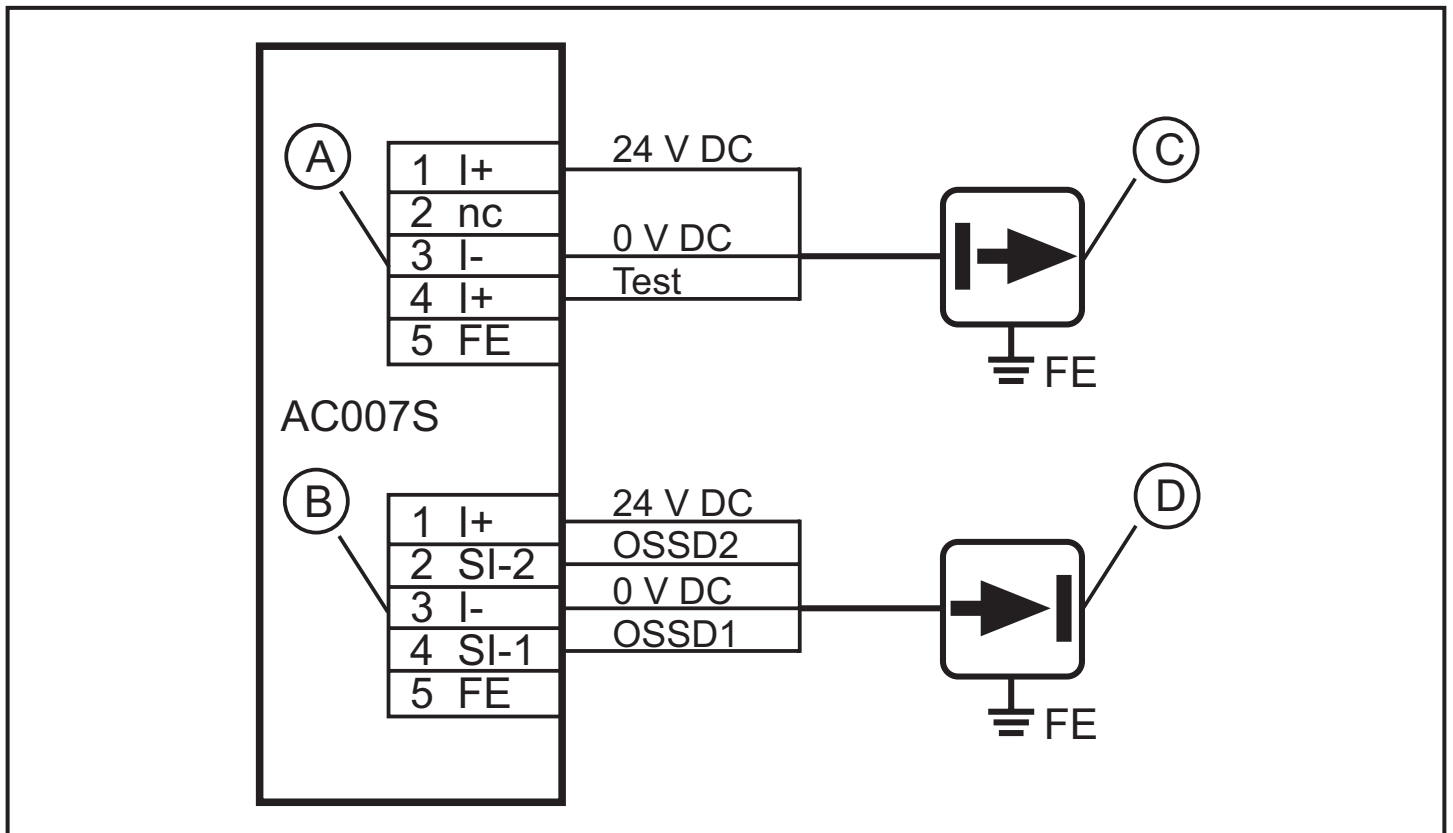 A
1 I+
2 nc
3 I-
4 I+
5 FE
24 V DC
0 V DC
Test
C
FE
AC007S
B
1 I+
2 SI-2
3 I-
4 SI-1
5 FE
24 V DC
OSSD2
0 V DC
OSSD1
D
FE